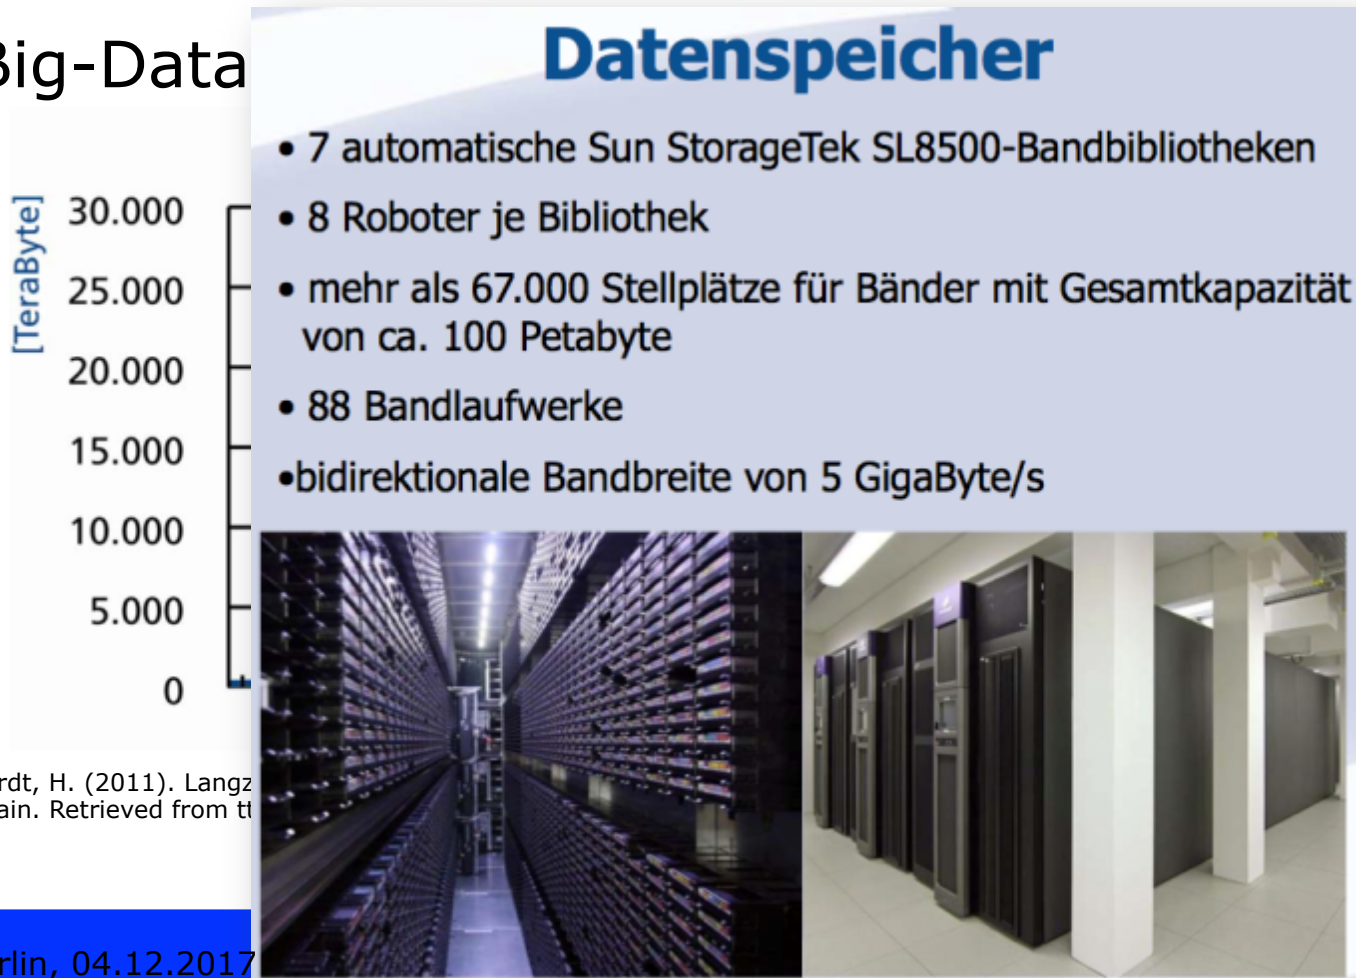 Big-Data
[TeraByte]
30.000
25.000
20.000
15.000
10.000
5.000
0
rdt, H. (2011). Langz
ain. Retrieved from tt
rlin, 04.12.2017
Datenspeicher
• 7 automatische Sun StorageTek SL8500-Bandbibliotheken
• 8 Roboter je Bibliothek
• mehr als 67.000 Stellplätze für Bänder mit Gesamtkapazität
von ca. 100 Petabyte
• 88 Bandlaufwerke
•bidirektionale Bandbreite von 5 GigaByte/s